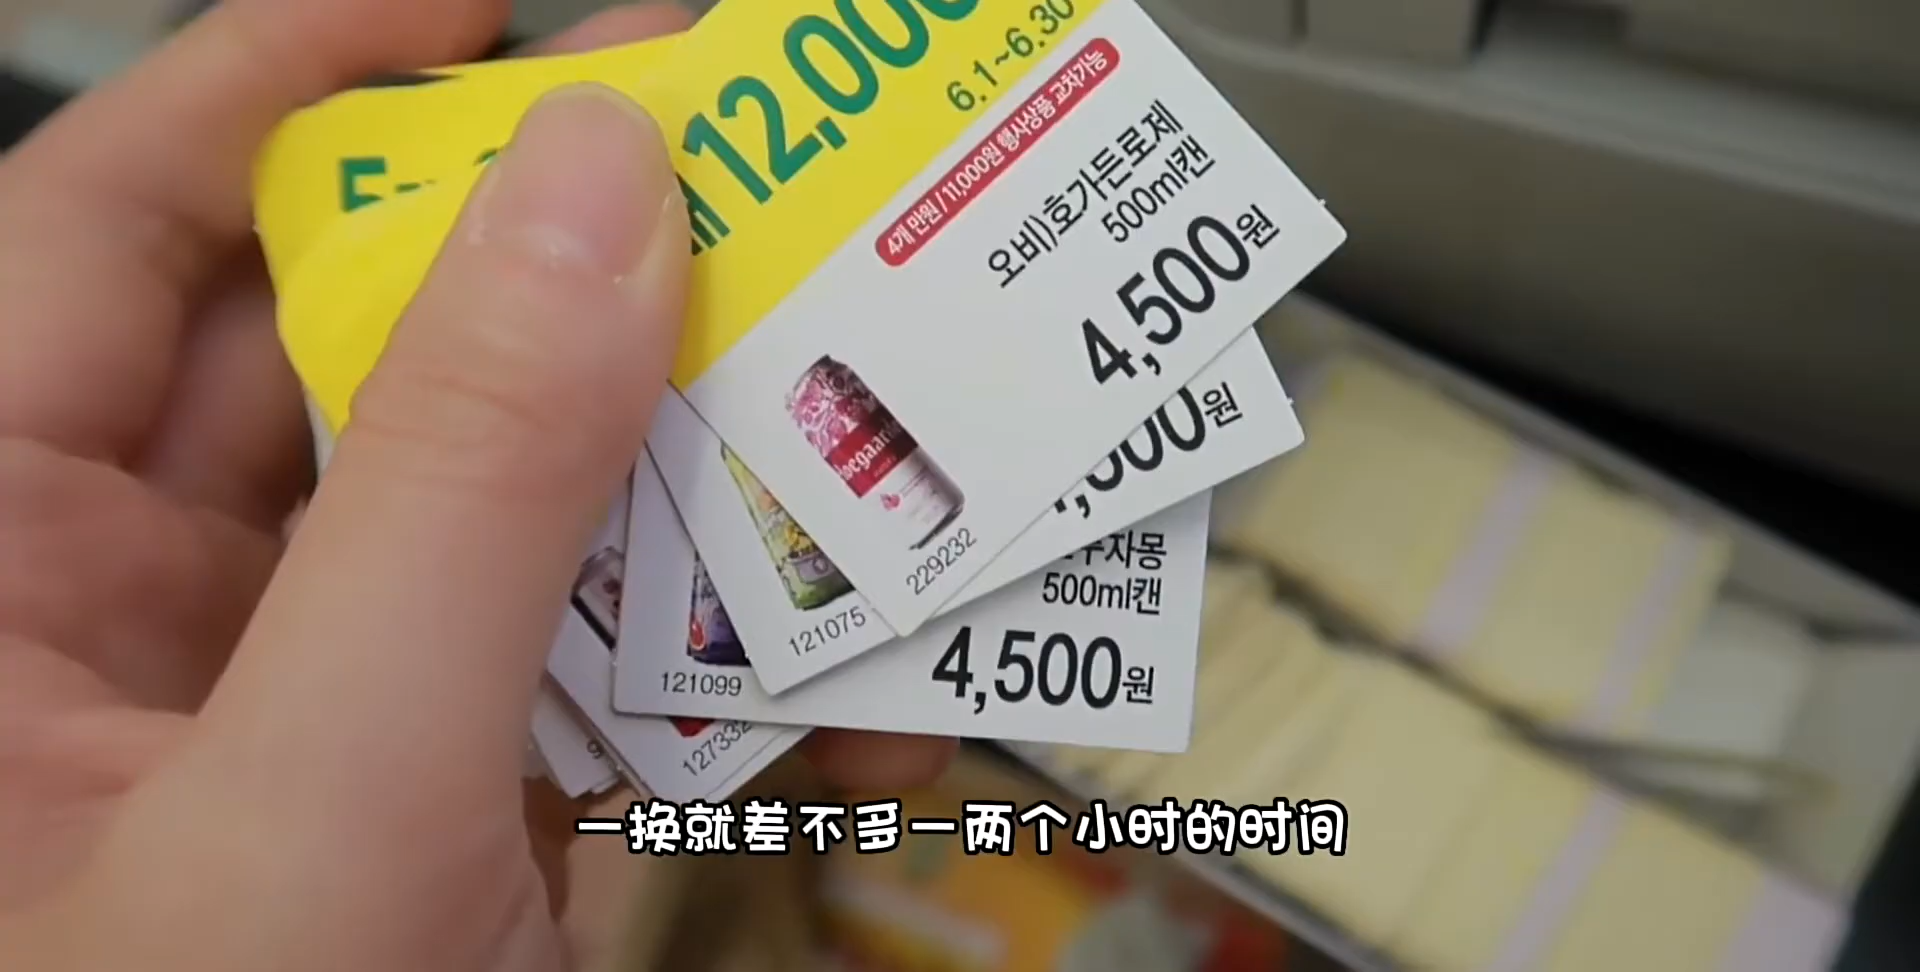 12,000
6.1~6.30
4개 만원 / 11,000원 행사상품 교차가능
오비)호가든로제
500ml캔
4,500원
229232
원
121075
자몽
500ml캔
4,500원
121099
127332
一换就差不多一两个小时的时间